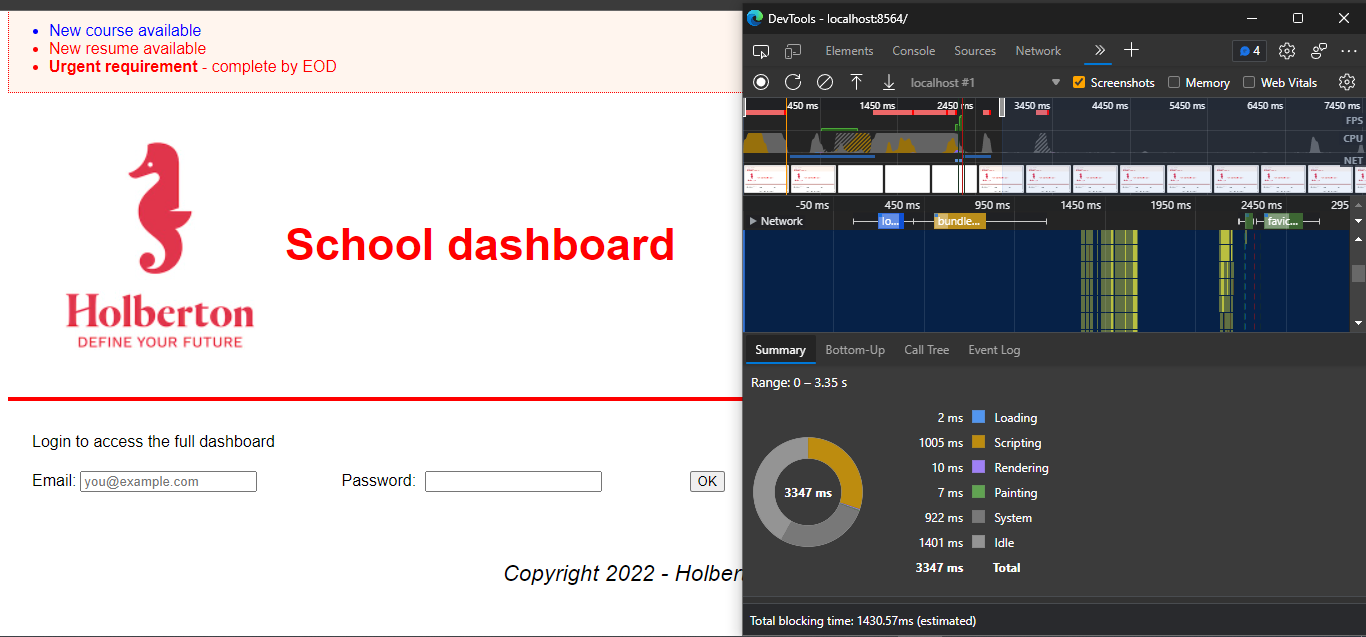 New course available
New resume available
Urgent requirement - complete by EOD
Holberton
DEFINE YOUR FUTURE
School dashboard
Login to access the full dashboard
Email: you@example.com Password: OK
Copyright 2022 - Holber
DevTools - localhost:8564/
Elements Console Sources Network 4
localhost #1 Screenshots Memory Web Vitals
450 ms 1450 ms 2450 ms 3450 ms 4450 ms 5450 ms 6450 ms 7450 ms
FPS
CPU
NET
-50 ms 450 ms 950 ms 1450 ms 1950 ms 2450 ms 295
Network lo... bundle... favic...
Summary Bottom-Up Call Tree Event Log
Range: 0 – 3.35 s
2 ms Loading
1005 ms Scripting
10 ms Rendering
7 ms Painting
922 ms System
1401 ms Idle
3347 ms Total
3347 ms
Total blocking time: 1430.57ms (estimated)